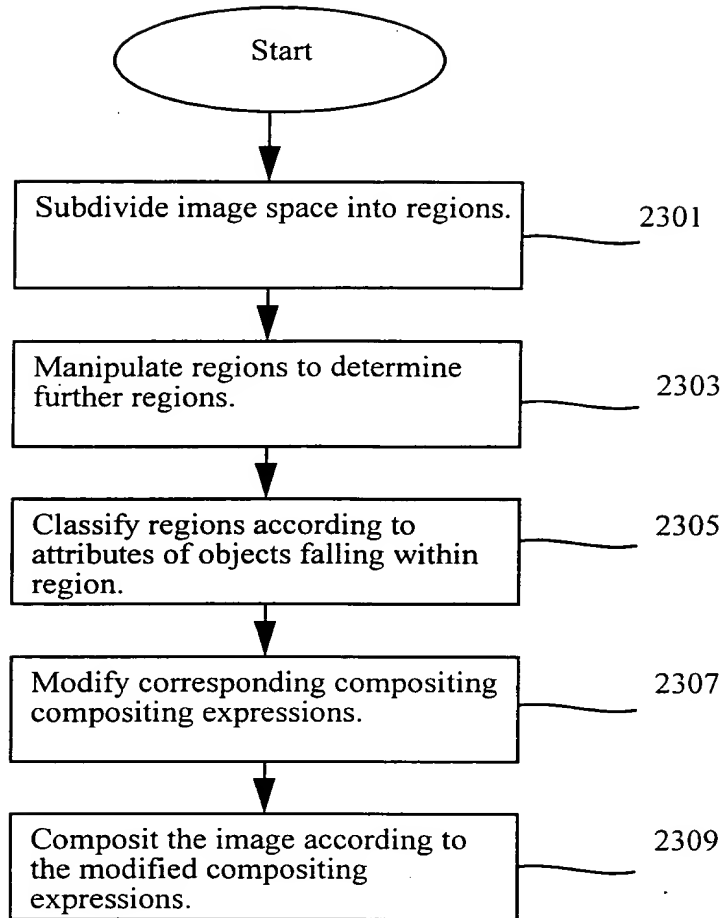 Start
Subdivide image space into regions.
2301
Manipulate regions to determine
further regions.
2303
Classify regions according to
attributes of objects falling within
region.
2305
Modify corresponding compositing
compositing expressions.
2307
Composit the image according to
the modified compositing
expressions.
2309